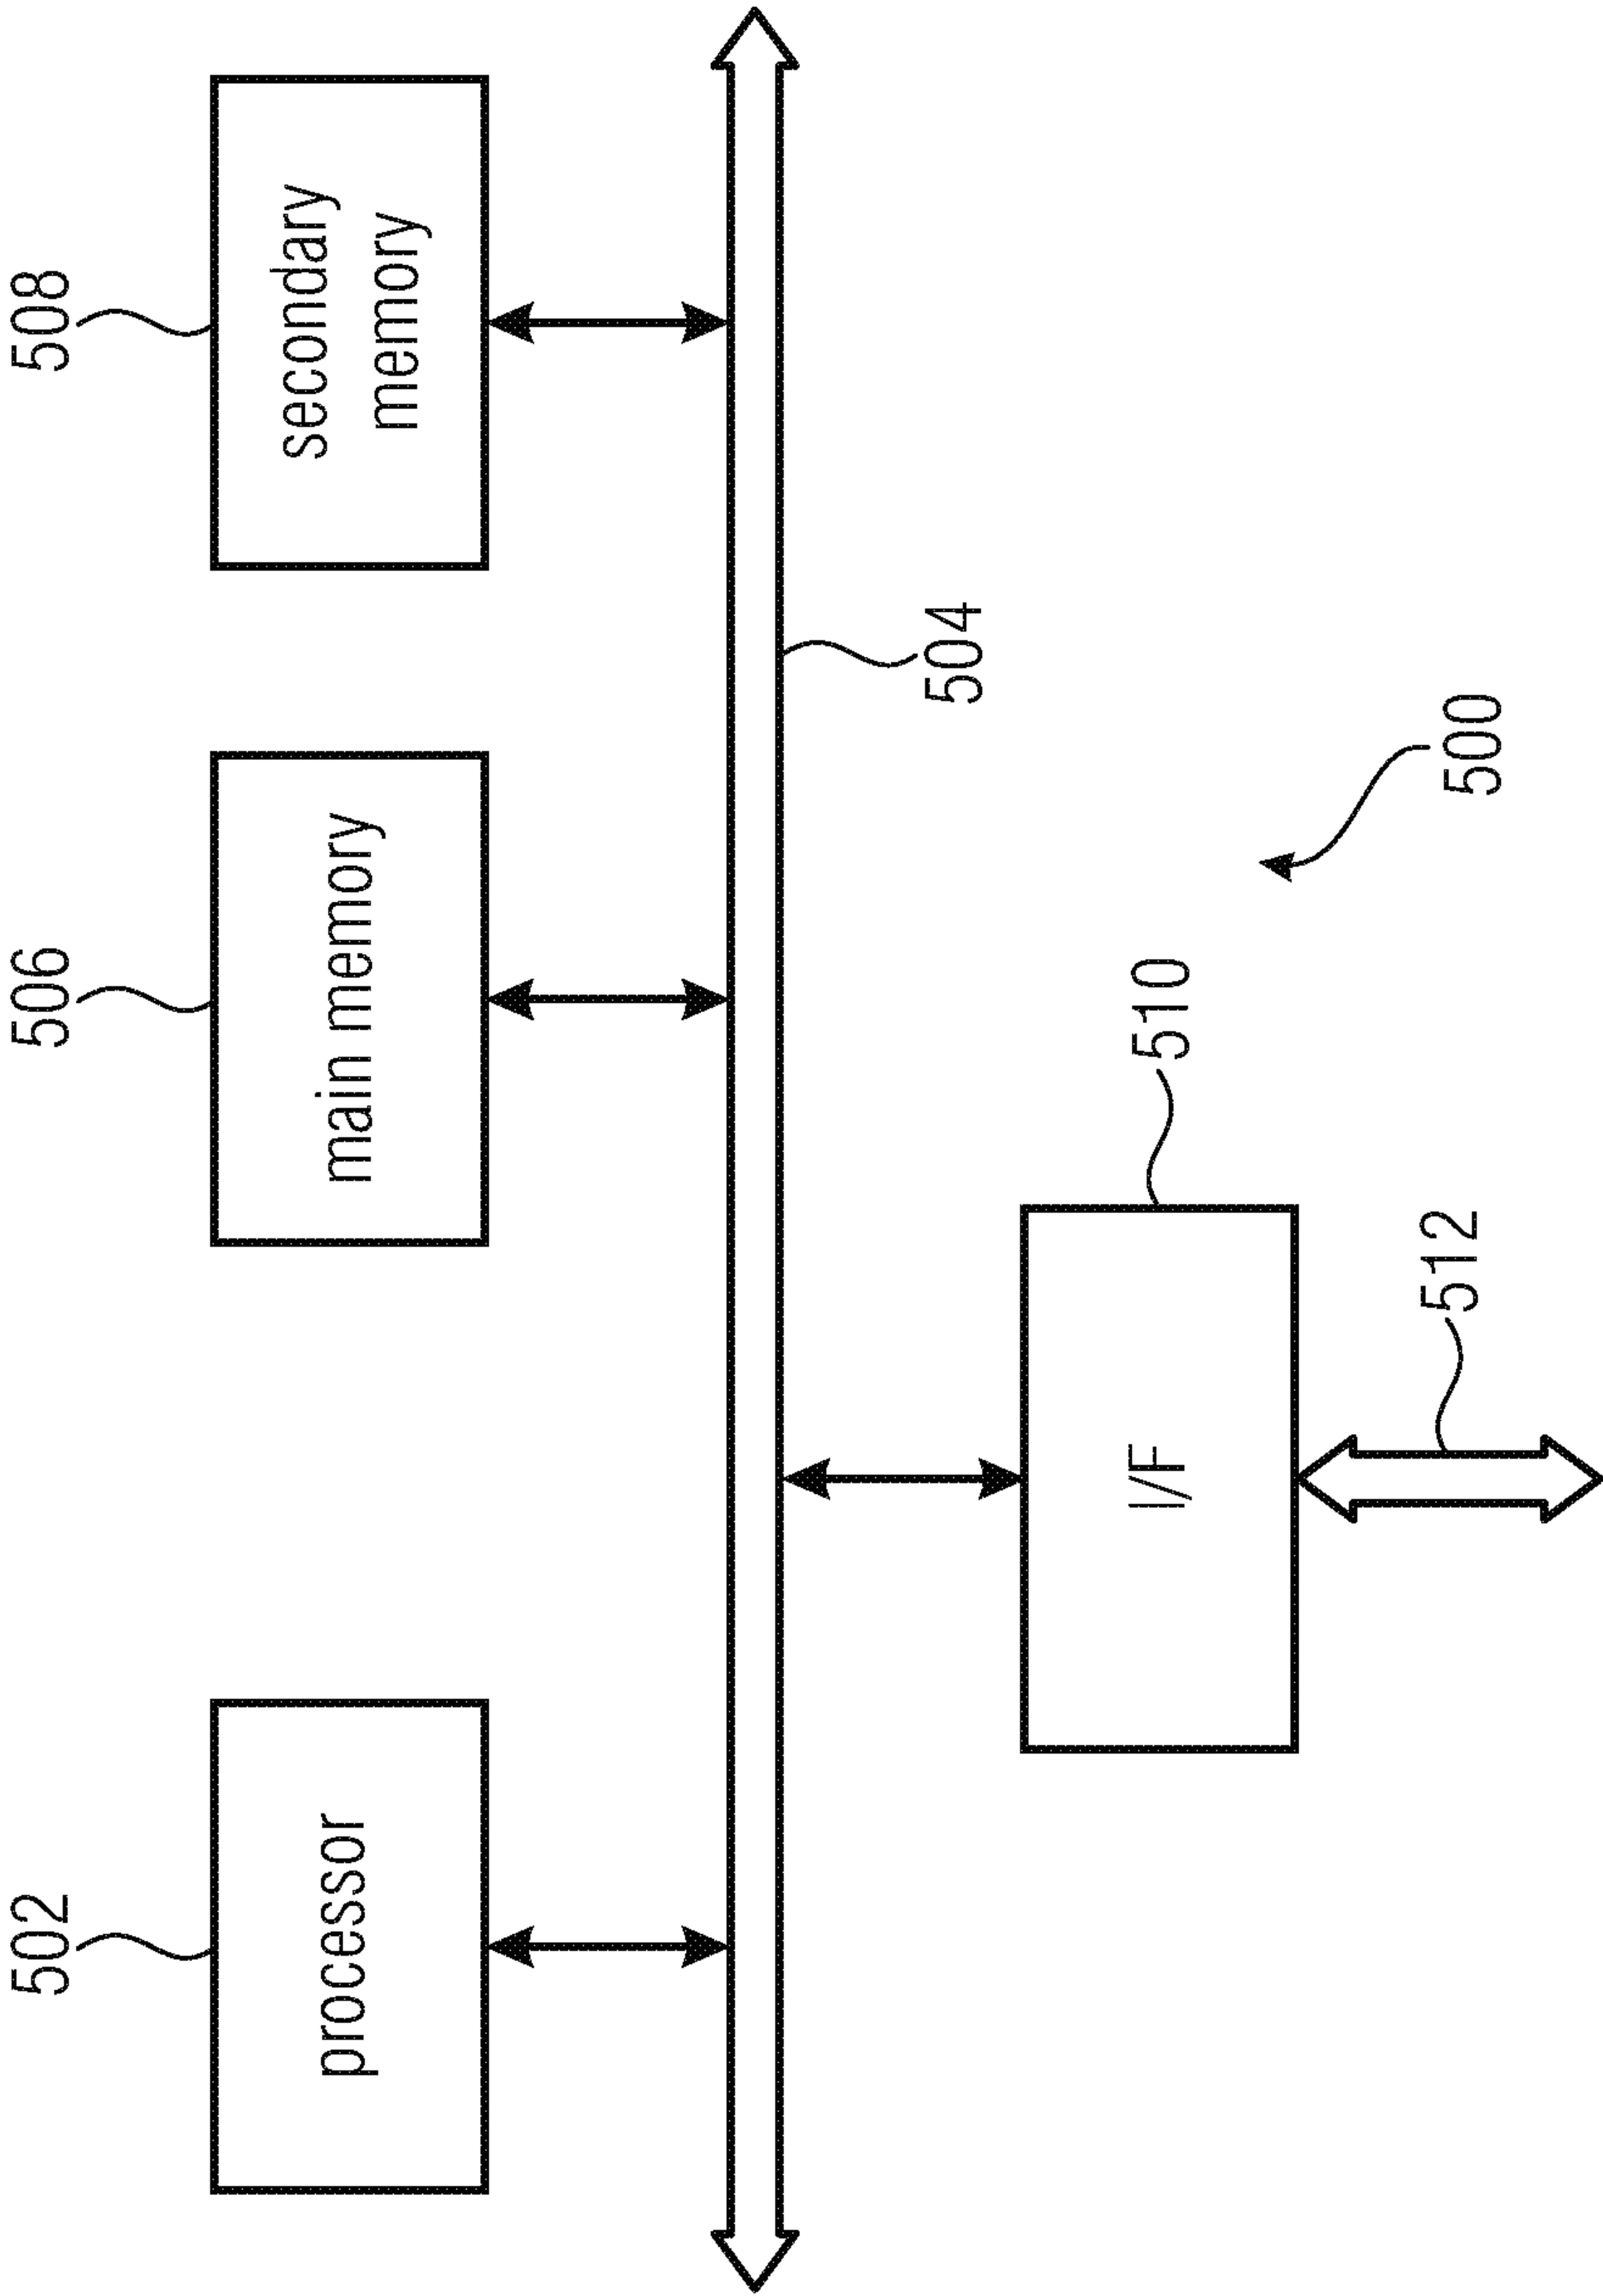 502
506
508
processor
main memory
secondary
memory
504
I/F
510
500
512